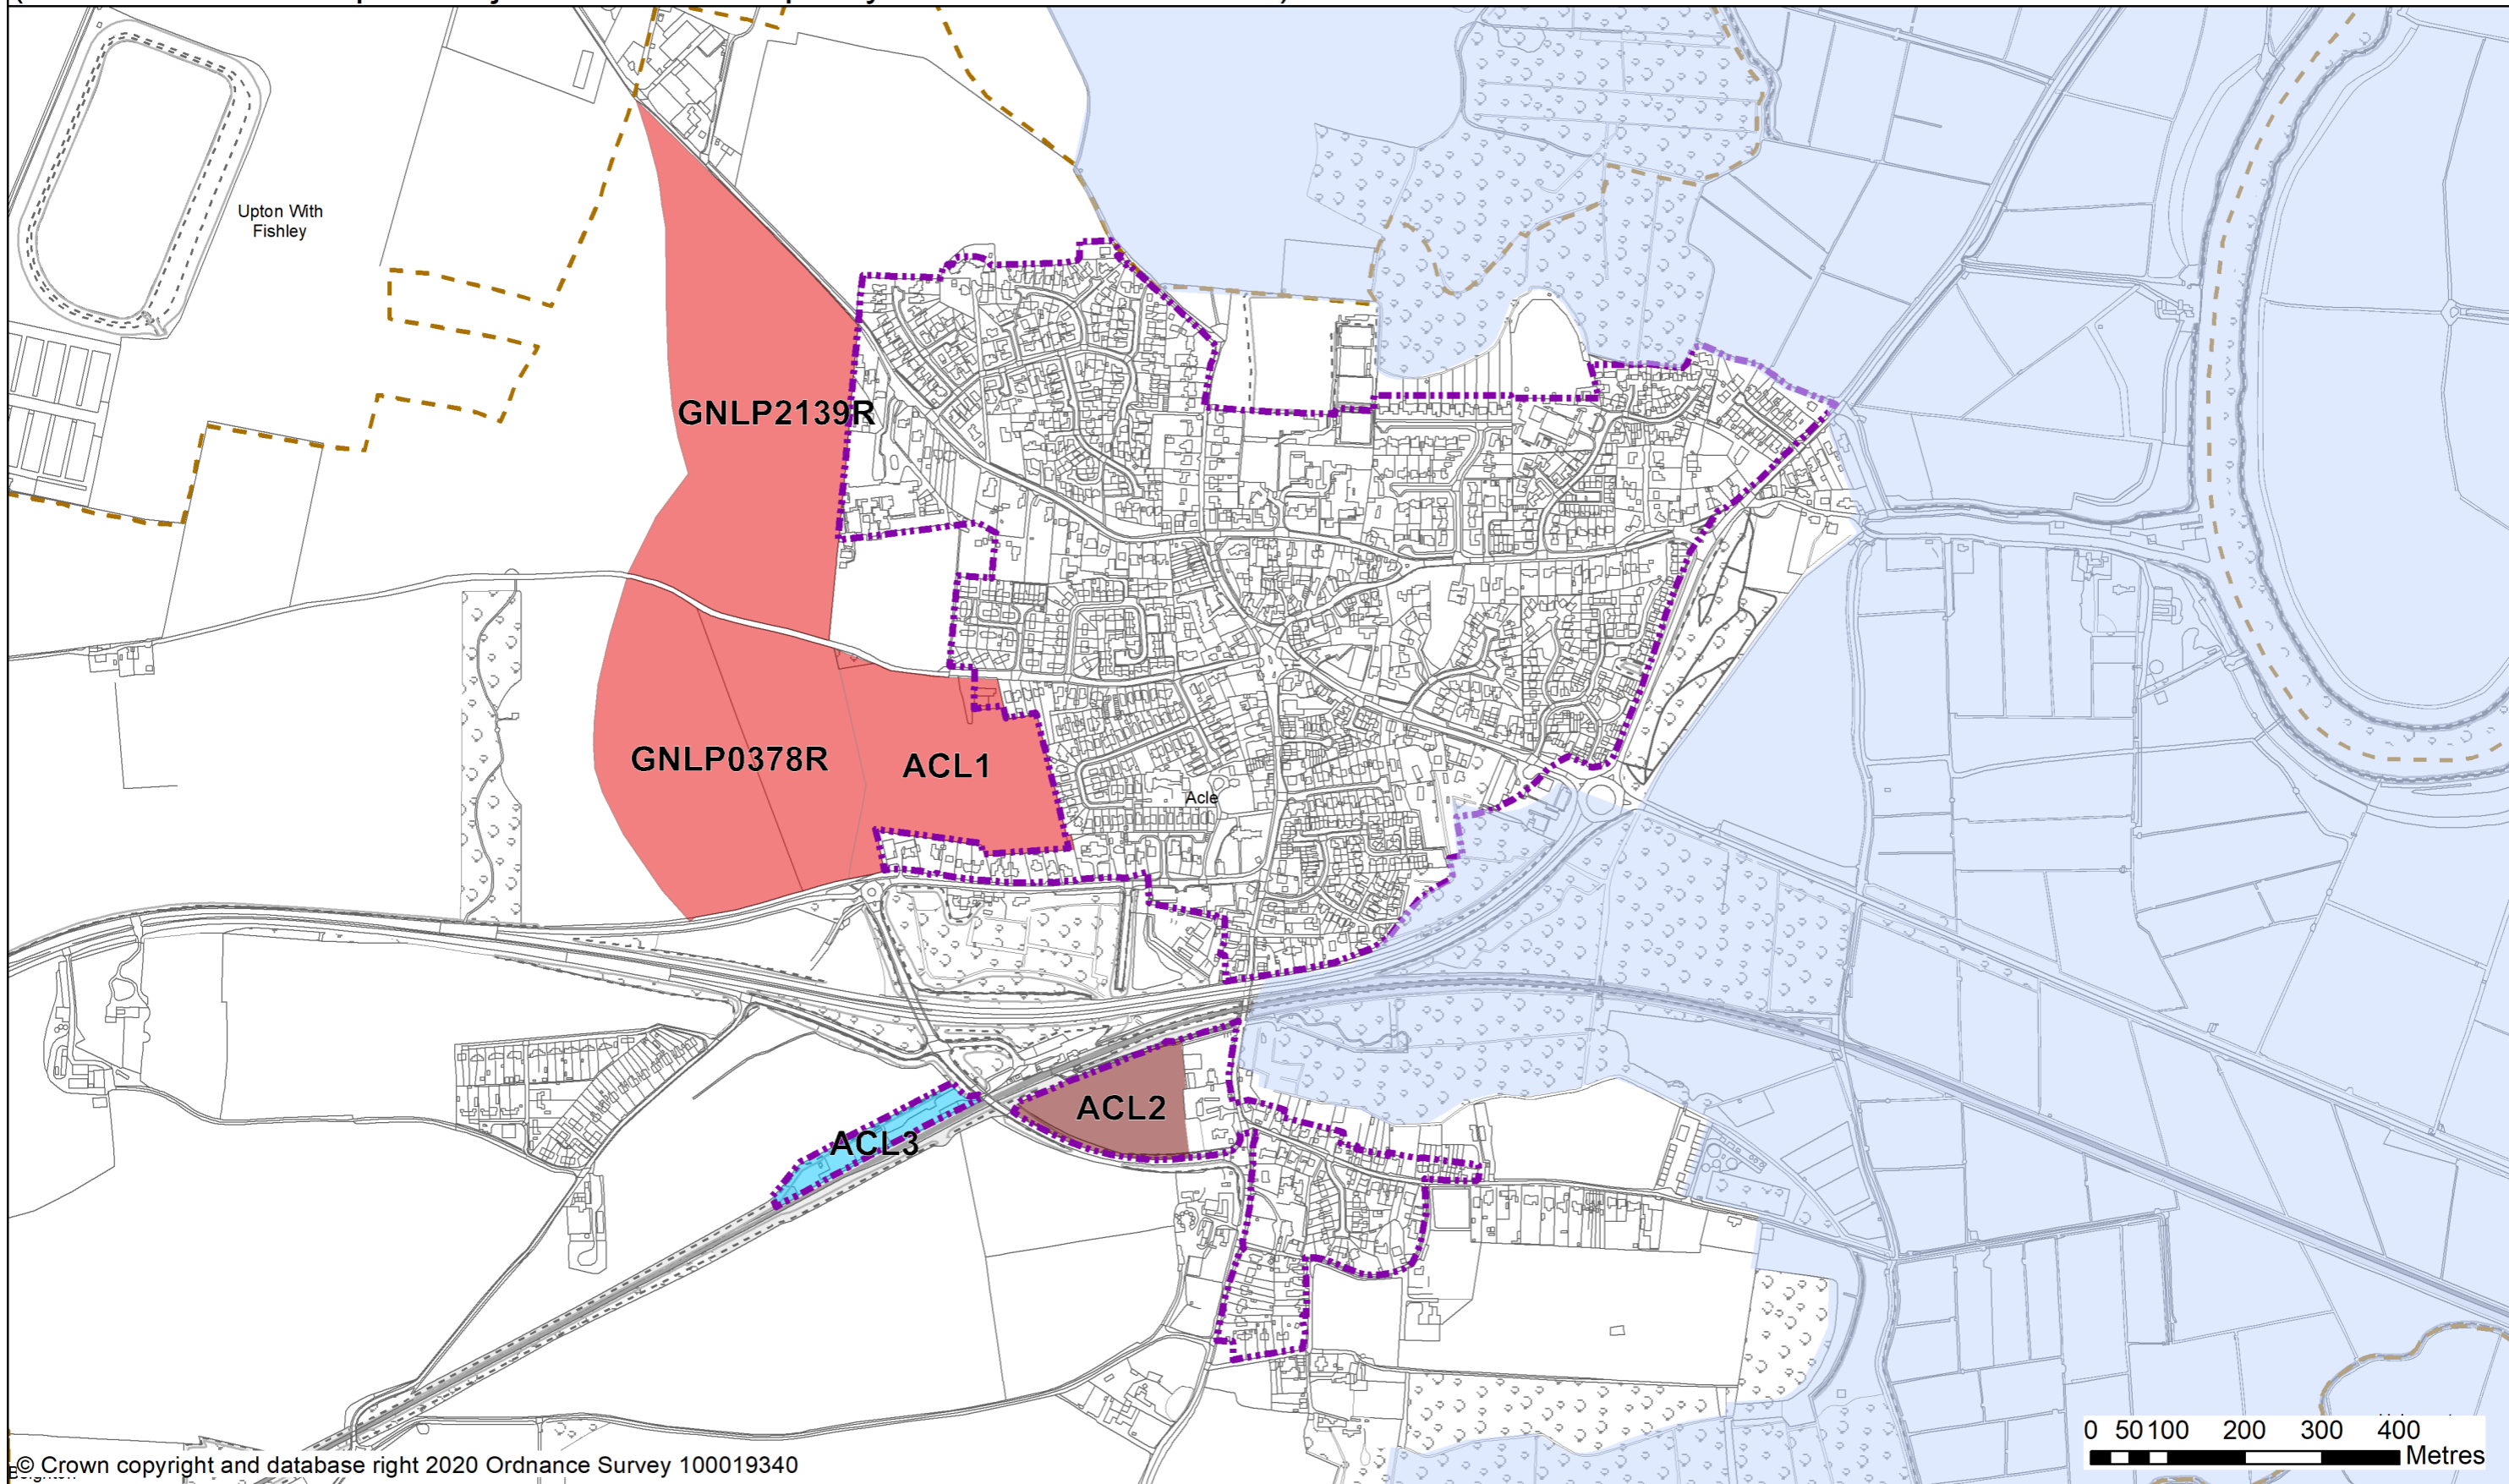 Upton With
Fishley
GNLP2139R
GNLP0378R
ACL1
Acle
ACL2
ACL3
0 50 100 200 300 400
Metres
© Crown copyright and database right 2020 Ordnance Survey 100019340